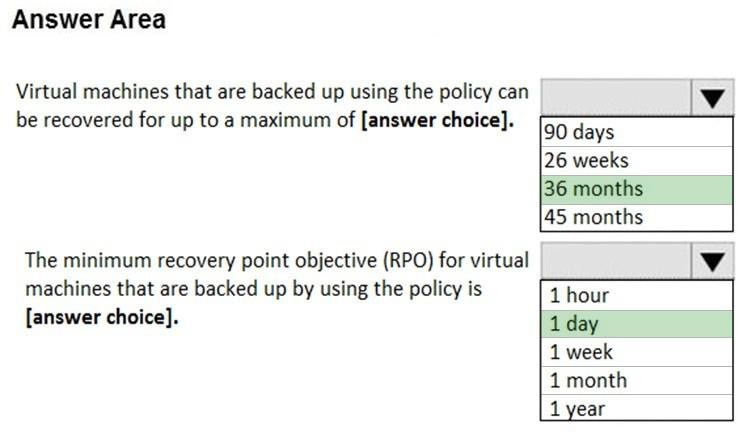 Answer Area
Virtual machines that are backed up using the policy can
be recovered for up to a maximum of [answer choice].
90 days
26 weeks
36 months
45 months
The minimum recovery point objective (RPO) for virtual
machines that are backed up by using the policy is
[answer choice].
1 hour
1 day
1 week
1 month
1 year